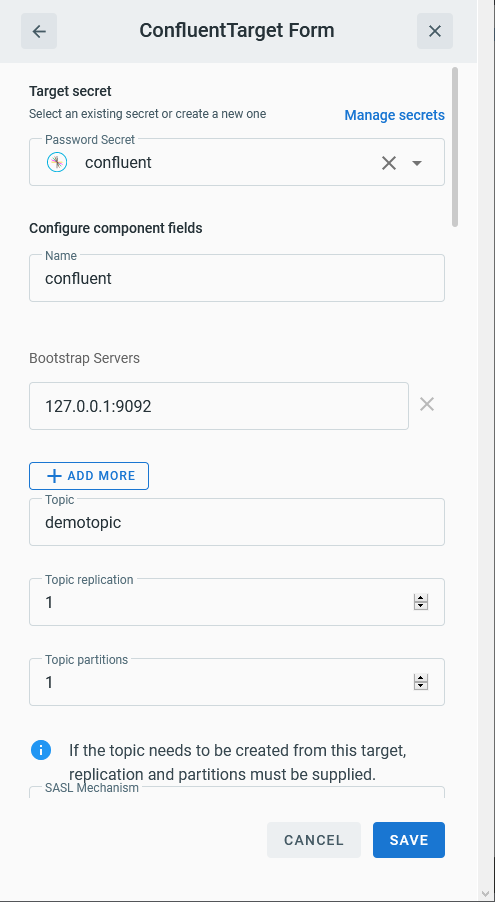 ConfluentTarget Form
Target secret
Select an existing secret or create a new one
Manage secrets
Password Secret
confluent
Configure component fields
Name
confluent
Bootstrap Servers
127.0.0.1:9092
ADD MORE
Topic
demotopic
Topic replication
1
Topic partitions
1
If the topic needs to be created from this target,
replication and partitions must be supplied.
SASL Mechanism
CANCEL
SAVE